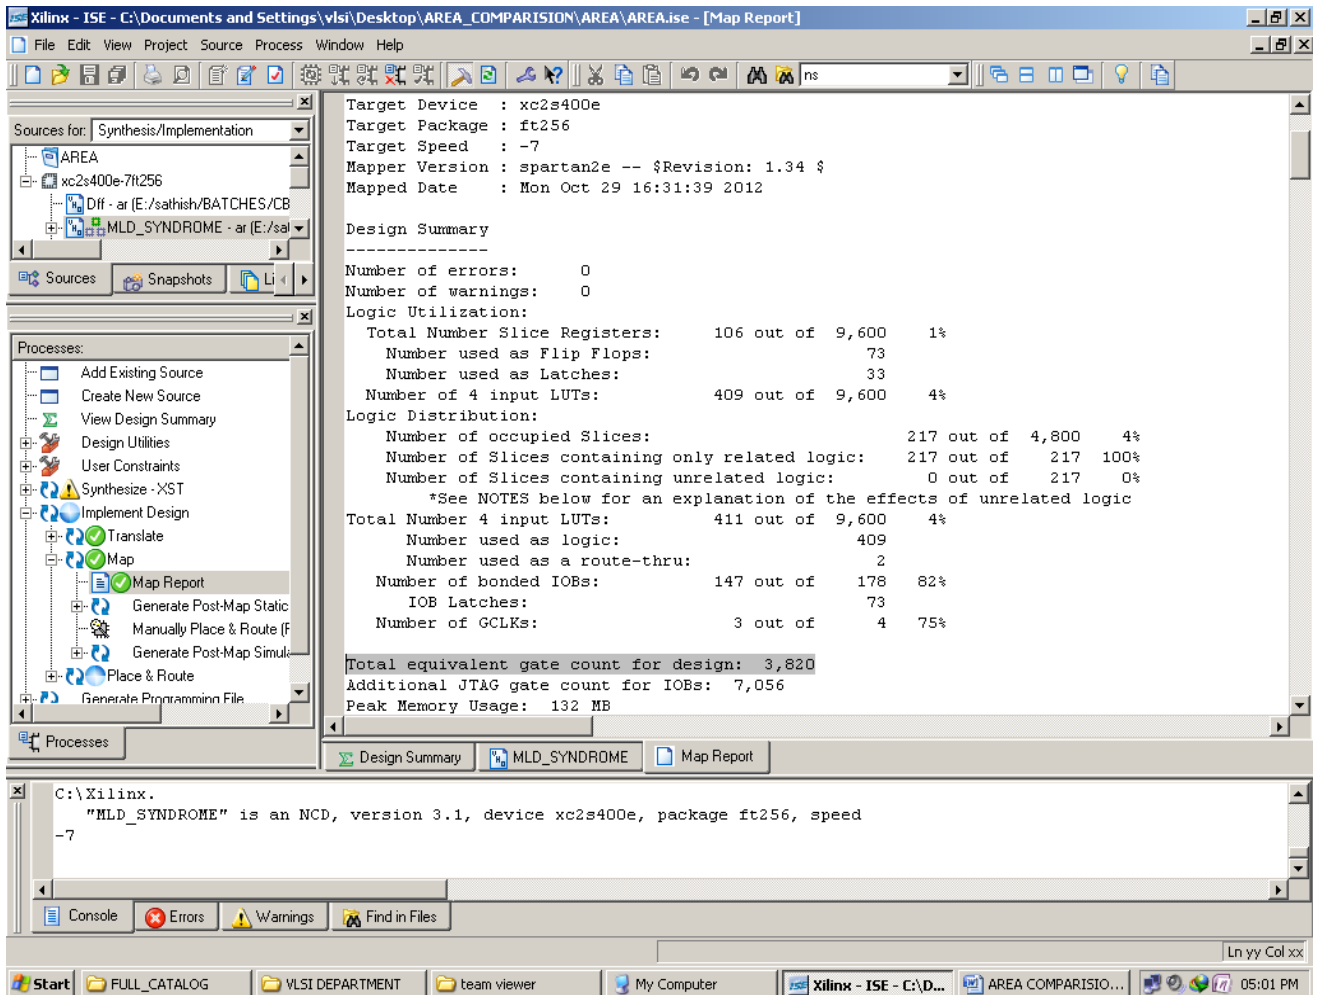 Xilinx - ISE - C:\Documents and Settings\vlsi\Desktop\AREA_COMPARISION\AREA\AREA.ise - [Map Report]
File Edit View Project Source Process Window Help
ns
Sources for: Synthesis/Implementation
AREA
xc2s400e-7ft256
Dff - ar (E:/sathish/BATCHES/CB
MLD_SYNDROME - ar (E:/sat
Sources Snapshots Li
Processes:
Add Existing Source
Create New Source
View Design Summary
Design Utilities
User Constraints
Synthesize - XST
Implement Design
Translate
Map
Map Report
Generate Post-Map Static
Manually Place & Route (F
Generate Post-Map Simula
Place & Route
Generate Programming File
Processes
Target Device : xc2s400e
Target Package : ft256
Target Speed : -7
Mapper Version : spartan2e -- $Revision: 1.34 $
Mapped Date : Mon Oct 29 16:31:39 2012
Design Summary
--------------
Number of errors: 0
Number of warnings: 0
Logic Utilization:
Total Number Slice Registers: 106 out of 9,600 1%
Number used as Flip Flops: 73
Number used as Latches: 33
Number of 4 input LUTs: 409 out of 9,600 4%
Logic Distribution:
Number of occupied Slices: 217 out of 4,800 4%
Number of Slices containing only related logic: 217 out of 217 100%
Number of Slices containing unrelated logic: 0 out of 217 0%
*See NOTES below for an explanation of the effects of unrelated logic
Total Number 4 input LUTs: 411 out of 9,600 4%
Number used as logic: 409
Number used as a route-thru: 2
Number of bonded IOBs: 147 out of 178 82%
IOB Latches: 73
Number of GCLKs: 3 out of 4 75%
Total equivalent gate count for design: 3,820
Additional JTAG gate count for IOBs: 7,056
Peak Memory Usage: 132 MB
Design Summary MLD_SYNDROME Map Report
C:\Xilinx.
"MLD_SYNDROME" is an NCD, version 3.1, device xc2s400e, package ft256, speed
-7
Console Errors Warnings Find in Files
Ln yy Col xx
Start FULL_CATALOG VLSI DEPARTMENT team viewer My Computer Xilinx - ISE - C:\D... AREA COMPARISIO... 05:01 PM